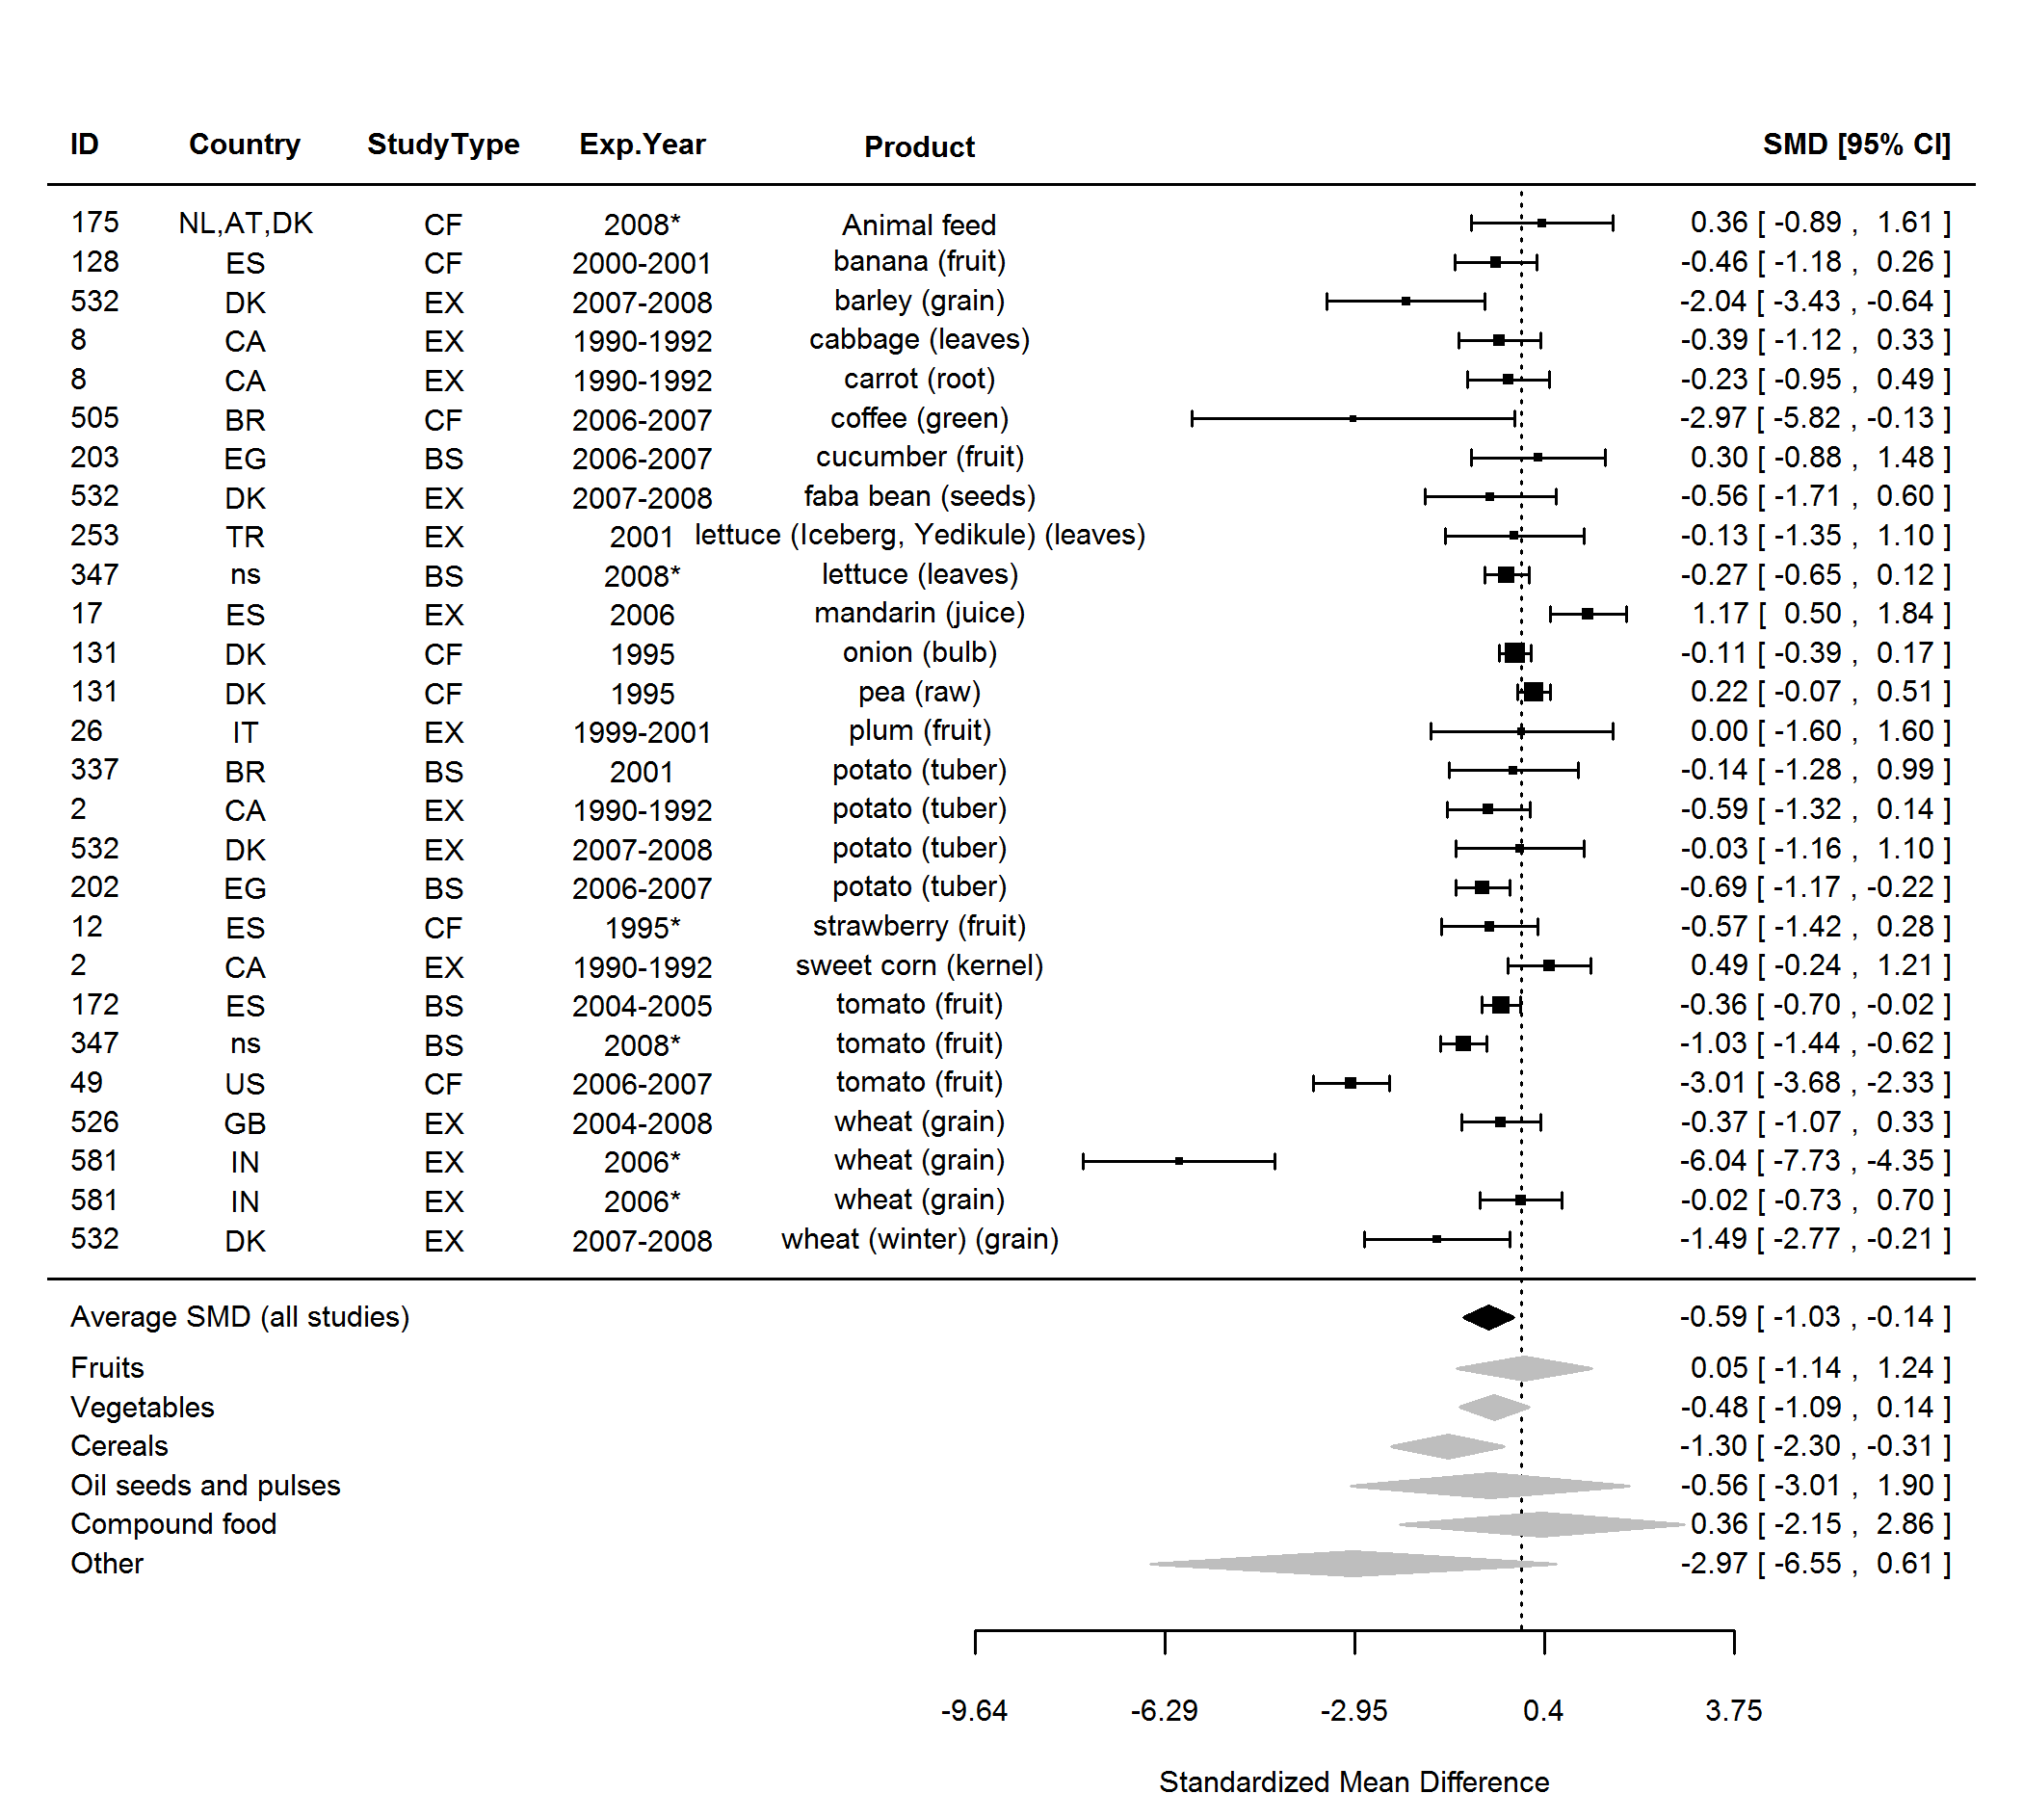 ID Country StudyType Exp.Year Product SMD [95% CI]
175 NL,AT,DK CF 2008* Animal feed 0.36 [ -0.89 , 1.61 ]
128 ES CF 2000-2001 banana (fruit) -0.46 [ -1.18 , 0.26 ]
532 DK EX 2007-2008 barley (grain) -2.04 [ -3.43 , -0.64 ]
8 CA EX 1990-1992 cabbage (leaves) -0.39 [ -1.12 , 0.33 ]
8 CA EX 1990-1992 carrot (root) -0.23 [ -0.95 , 0.49 ]
505 BR CF 2006-2007 coffee (green) -2.97 [ -5.82 , -0.13 ]
203 EG BS 2006-2007 cucumber (fruit) 0.30 [ -0.88 , 1.48 ]
532 DK EX 2007-2008 faba bean (seeds) -0.56 [ -1.71 , 0.60 ]
253 TR EX 2001 lettuce (Iceberg, Yedikule) (leaves) -0.13 [ -1.35 , 1.10 ]
347 ns BS 2008* lettuce (leaves) -0.27 [ -0.65 , 0.12 ]
17 ES EX 2006 mandarin (juice) 1.17 [ 0.50 , 1.84 ]
131 DK CF 1995 onion (bulb) -0.11 [ -0.39 , 0.17 ]
131 DK CF 1995 pea (raw) 0.22 [ -0.07 , 0.51 ]
26 IT EX 1999-2001 plum (fruit) 0.00 [ -1.60 , 1.60 ]
337 BR BS 2001 potato (tuber) -0.14 [ -1.28 , 0.99 ]
2 CA EX 1990-1992 potato (tuber) -0.59 [ -1.32 , 0.14 ]
532 DK EX 2007-2008 potato (tuber) -0.03 [ -1.16 , 1.10 ]
202 EG BS 2006-2007 potato (tuber) -0.69 [ -1.17 , -0.22 ]
12 ES CF 1995* strawberry (fruit) -0.57 [ -1.42 , 0.28 ]
2 CA EX 1990-1992 sweet corn (kernel) 0.49 [ -0.24 , 1.21 ]
172 ES BS 2004-2005 tomato (fruit) -0.36 [ -0.70 , -0.02 ]
347 ns BS 2008* tomato (fruit) -1.03 [ -1.44 , -0.62 ]
49 US CF 2006-2007 tomato (fruit) -3.01 [ -3.68 , -2.33 ]
526 GB EX 2004-2008 wheat (grain) -0.37 [ -1.07 , 0.33 ]
581 IN EX 2006* wheat (grain) -6.04 [ -7.73 , -4.35 ]
581 IN EX 2006* wheat (grain) -0.02 [ -0.73 , 0.70 ]
532 DK EX 2007-2008 wheat (winter) (grain) -1.49 [ -2.77 , -0.21 ]
Average SMD (all studies) -0.59 [ -1.03 , -0.14 ]
Fruits 0.05 [ -1.14 , 1.24 ]
Vegetables -0.48 [ -1.09 , 0.14 ]
Cereals -1.30 [ -2.30 , -0.31 ]
Oil seeds and pulses -0.56 [ -3.01 , 1.90 ]
Compound food 0.36 [ -2.15 , 2.86 ]
Other -2.97 [ -6.55 , 0.61 ]
-9.64 -6.29 -2.95 0.4 3.75
Standardized Mean Difference